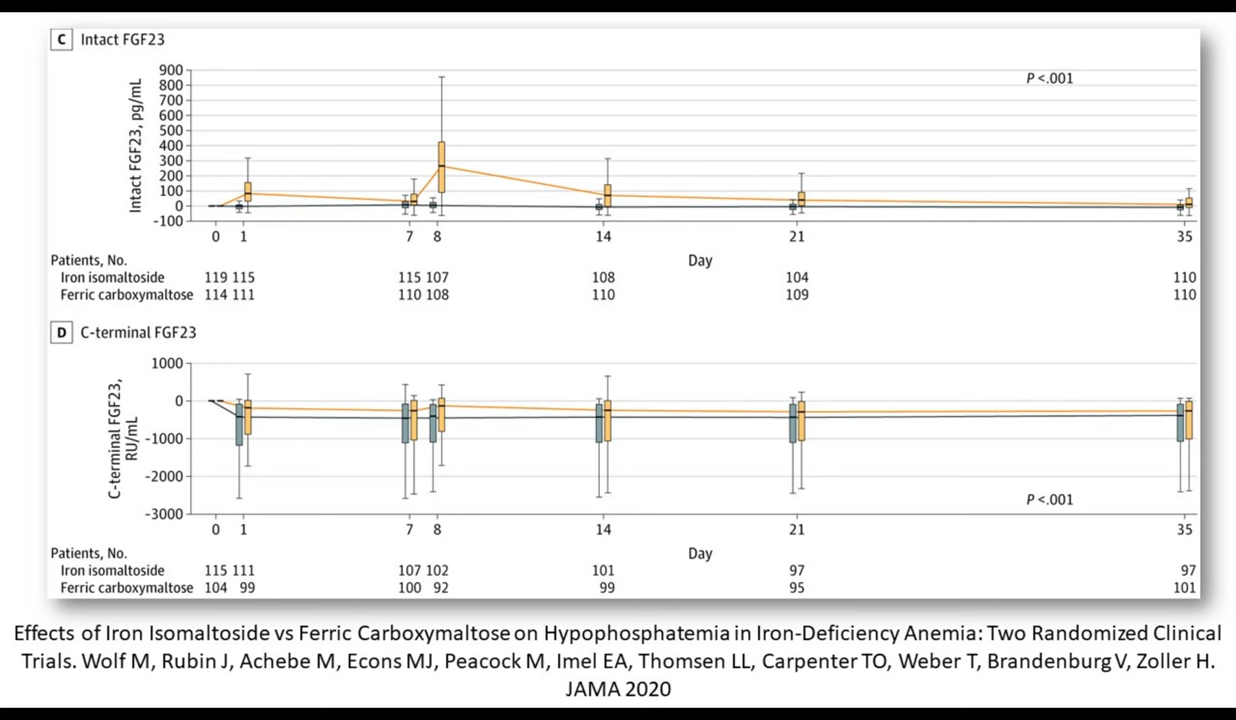 C Intact FGF23
Intact FGF23, pg/mL
900
800
700
600
500
400
300
200
100
0
-100
P <.001
0 1 7 8 14 21 35
Patients, No. Day
Iron isomaltoside 119 115 115 107 108 104 110
Ferric carboxymaltose 114 111 110 108 110 109 110
D C-terminal FGF23
C-terminal FGF23,
RU/mL
1000
0
-1000
-2000
-3000
P <.001
0 1 7 8 14 21 35
Patients, No. Day
Iron isomaltoside 115 111 107 102 101 97 97
Ferric carboxymaltose 104 99 100 92 99 95 101
Effects of Iron Isomaltoside vs Ferric Carboxymaltose on Hypophosphatemia in Iron-Deficiency Anemia: Two Randomized Clinical
Trials. Wolf M, Rubin J, Achebe M, Econs MJ, Peacock M, Imel EA, Thomsen LL, Carpenter TO, Weber T, Brandenburg V, Zoller H.
JAMA 2020